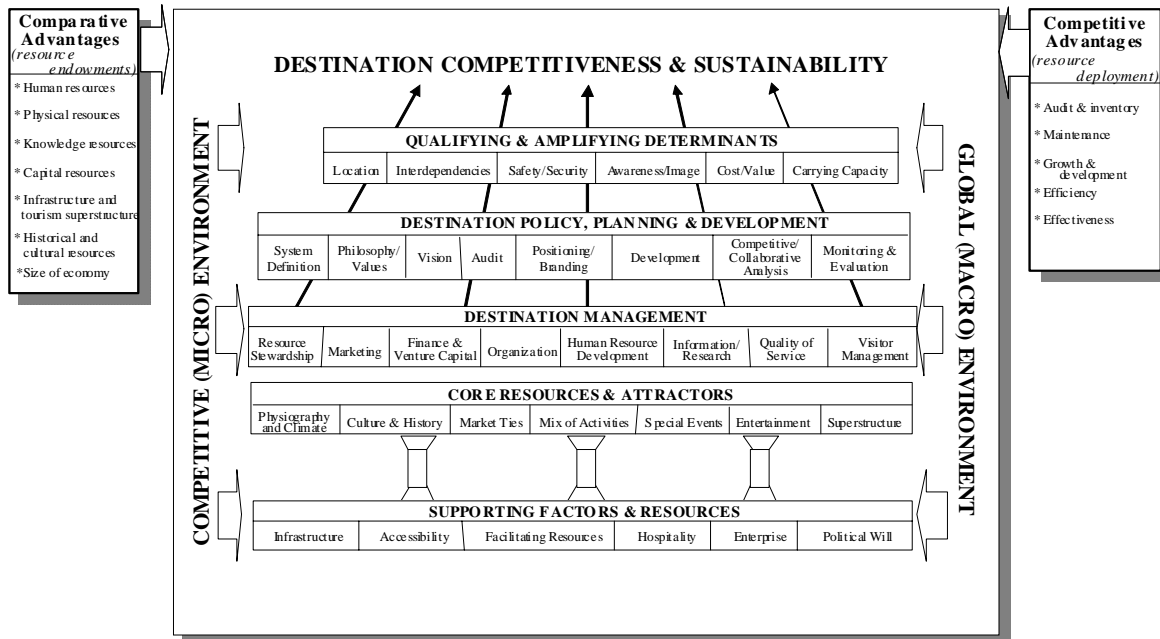 Comparative
Advantages
(resource
endowments)
* Human resources
* Physical resources
* Knowledge resources
* Capital resources
* Infrastructure and
tourism superstructure
* Historical and
cultural resources
*Size of economy
COMPETITIVE (MICRO) ENVIRONMENT
DESTINATION COMPETITIVENESS & SUSTAINABILITY
QUALIFYING & AMPLIFYING DETERMINANTS
Location Interdependencies Safety/Security Awareness/Image Cost/Value Carrying Capacity
DESTINATION POLICY, PLANNING & DEVELOPMENT
System
Definition
Philosophy/
Values
Vision
Audit
Positioning/
Branding
Development
Competitive/
Collaborative
Analysis
Monitoring &
Evaluation
DESTINATION MANAGEMENT
Resource
Stewardship
Marketing
Finance &
Venture Capital
Organization
Human Resource
Development
Information/
Research
Quality of
Service
Visitor
Management
CORE RESOURCES & ATTRACTORS
Physiography
and Climate
Culture & History
Market Ties
Mix of Activities
Special Events
Entertainment
Superstructure
SUPPORTING FACTORS & RESOURCES
Infrastructure Accessibility Facilitating Resources Hospitality Enterprise Political Will
GLOBAL (MACRO) ENVIRONMENT
Competitive
Advantages
(resource
deployment)
* Audit & inventory
* Maintenance
* Growth &
development
* Efficiency
* Effectiveness